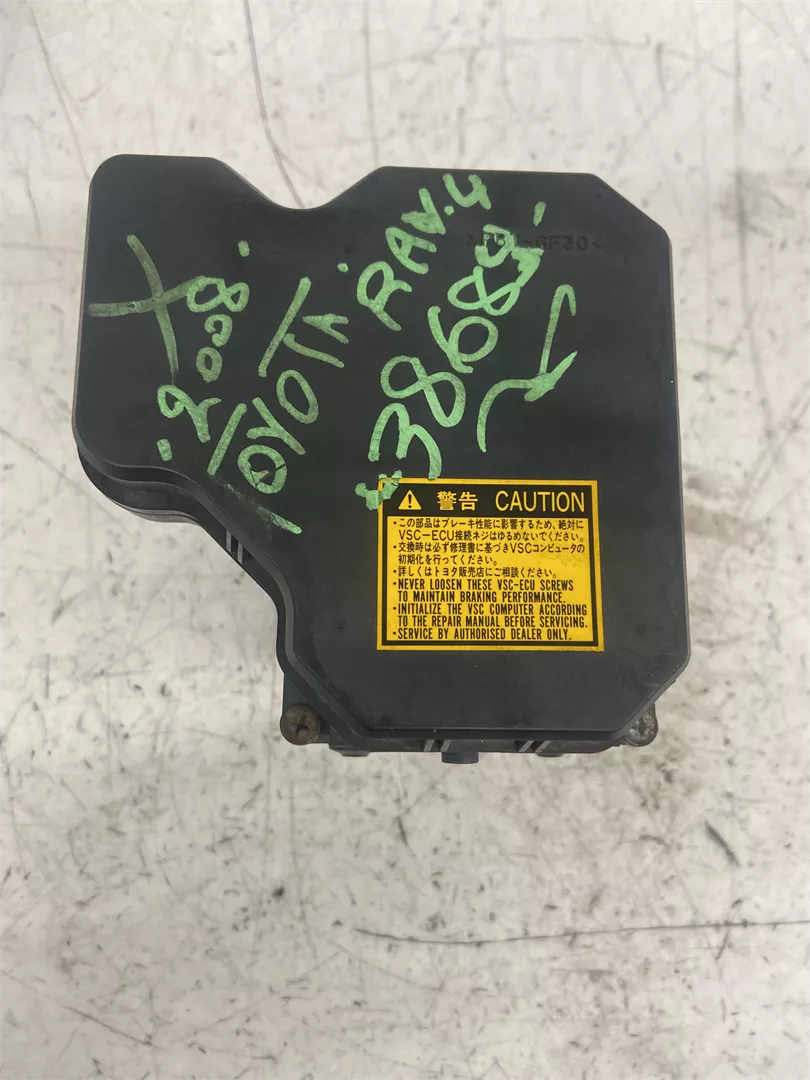 2008
TOYOTA RAV.4
38688
警告 CAUTION
・この部品はブレーキ性能に影響するため、絶対に
VSC-ECU接続ネジはゆるめないでください。
・交換時は必ず修理書に基づきVSCコンピュータの
初期化を行ってください。
・詳しくはトヨタ販売店にご相談ください。
・NEVER LOOSEN THESE VSC-ECU SCREWS
TO MAINTAIN BRAKING PERFORMANCE.
・INITIALIZE THE VSC COMPUTER ACCORDING
TO THE REPAIR MANUAL BEFORE SERVICING.
・SERVICE BY AUTHORISED DEALER ONLY.